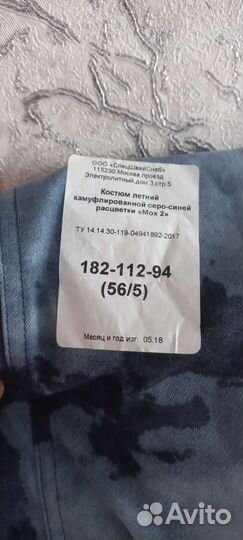 ООО «СпецШвейСнаб»
115230,Москва,проезд
Электролитный,дом 3,стр.5
Костюм летний
камуфлированной серо-синей
расцветки «Мох 2»
ТУ 14.14.30-119-04941892-2017
182-112-94
(56/5)
Месяц и год изг. 05.18
Avito